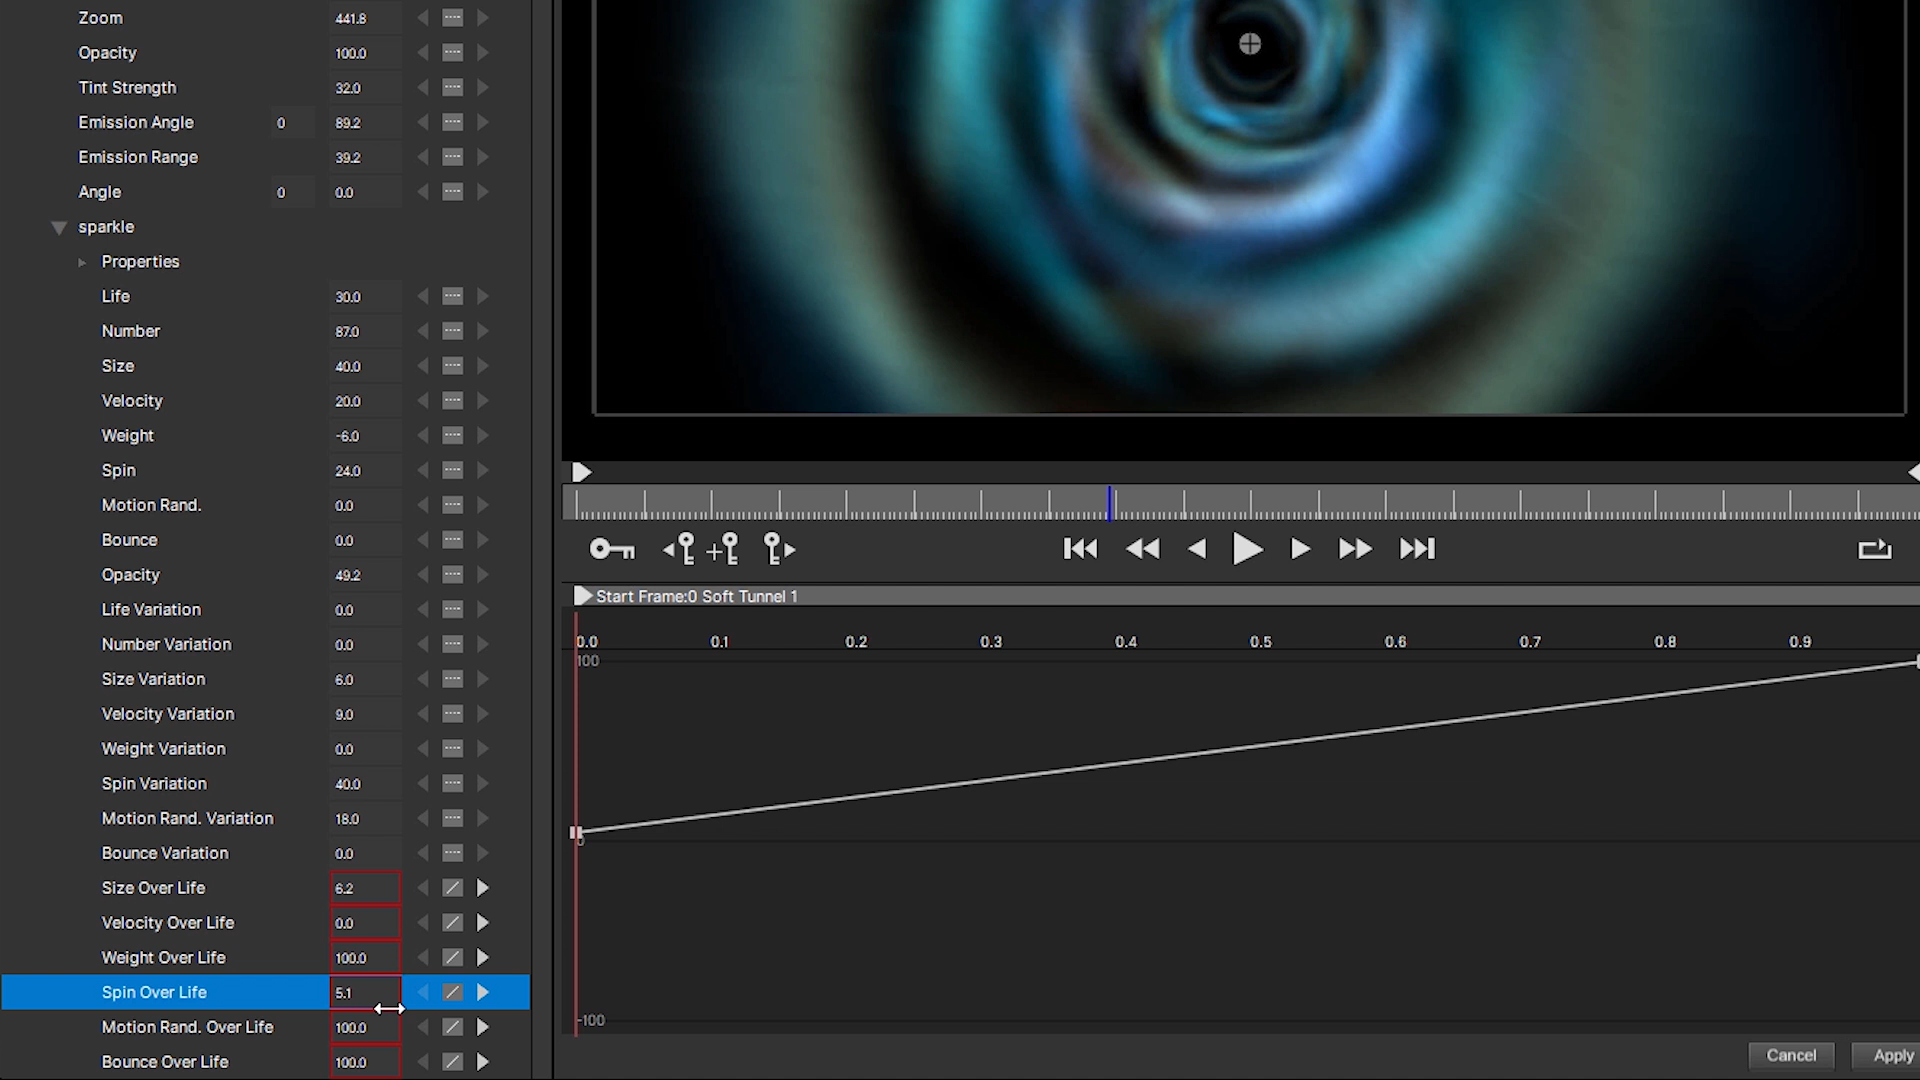 Zoom 441.8
Opacity 100.0
Tint Strength 32.0
Emission Angle 0 89.2
Emission Range 39.2
Angle 0 0.0
sparkle
Properties
Life 30.0
Number 87.0
Size 40.0
Velocity 20.0
Weight -6.0
Spin 24.0
Motion Rand. 0.0
Bounce 0.0
Opacity 49.2
Life Variation 0.0
Number Variation 0.0
Size Variation 6.0
Velocity Variation 9.0
Weight Variation 0.0
Spin Variation 40.0
Motion Rand. Variation 18.0
Bounce Variation 0.0
Size Over Life 6.2
Velocity Over Life 0.0
Weight Over Life 100.0
Spin Over Life 5.1
Motion Rand. Over Life 100.0
Bounce Over Life 100.0
Start Frame:0 Soft Tunnel 1
0.0 0.1 0.2 0.3 0.4 0.5 0.6 0.7 0.8 0.9
100
0
-100
Cancel Apply